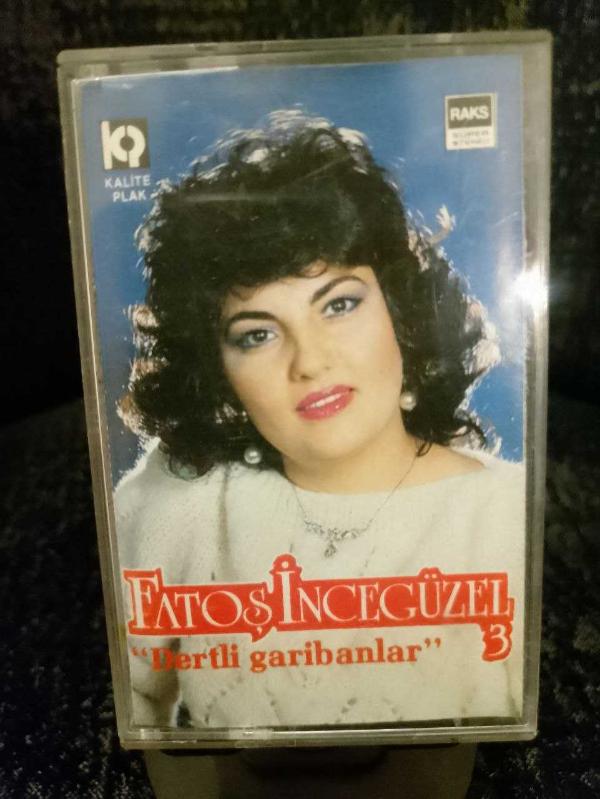 KALİTE
PLAK
RAKS
SUPER
STEREO
FATOŞ İNCEGÜZEL
3
"Dertli garibanlar"